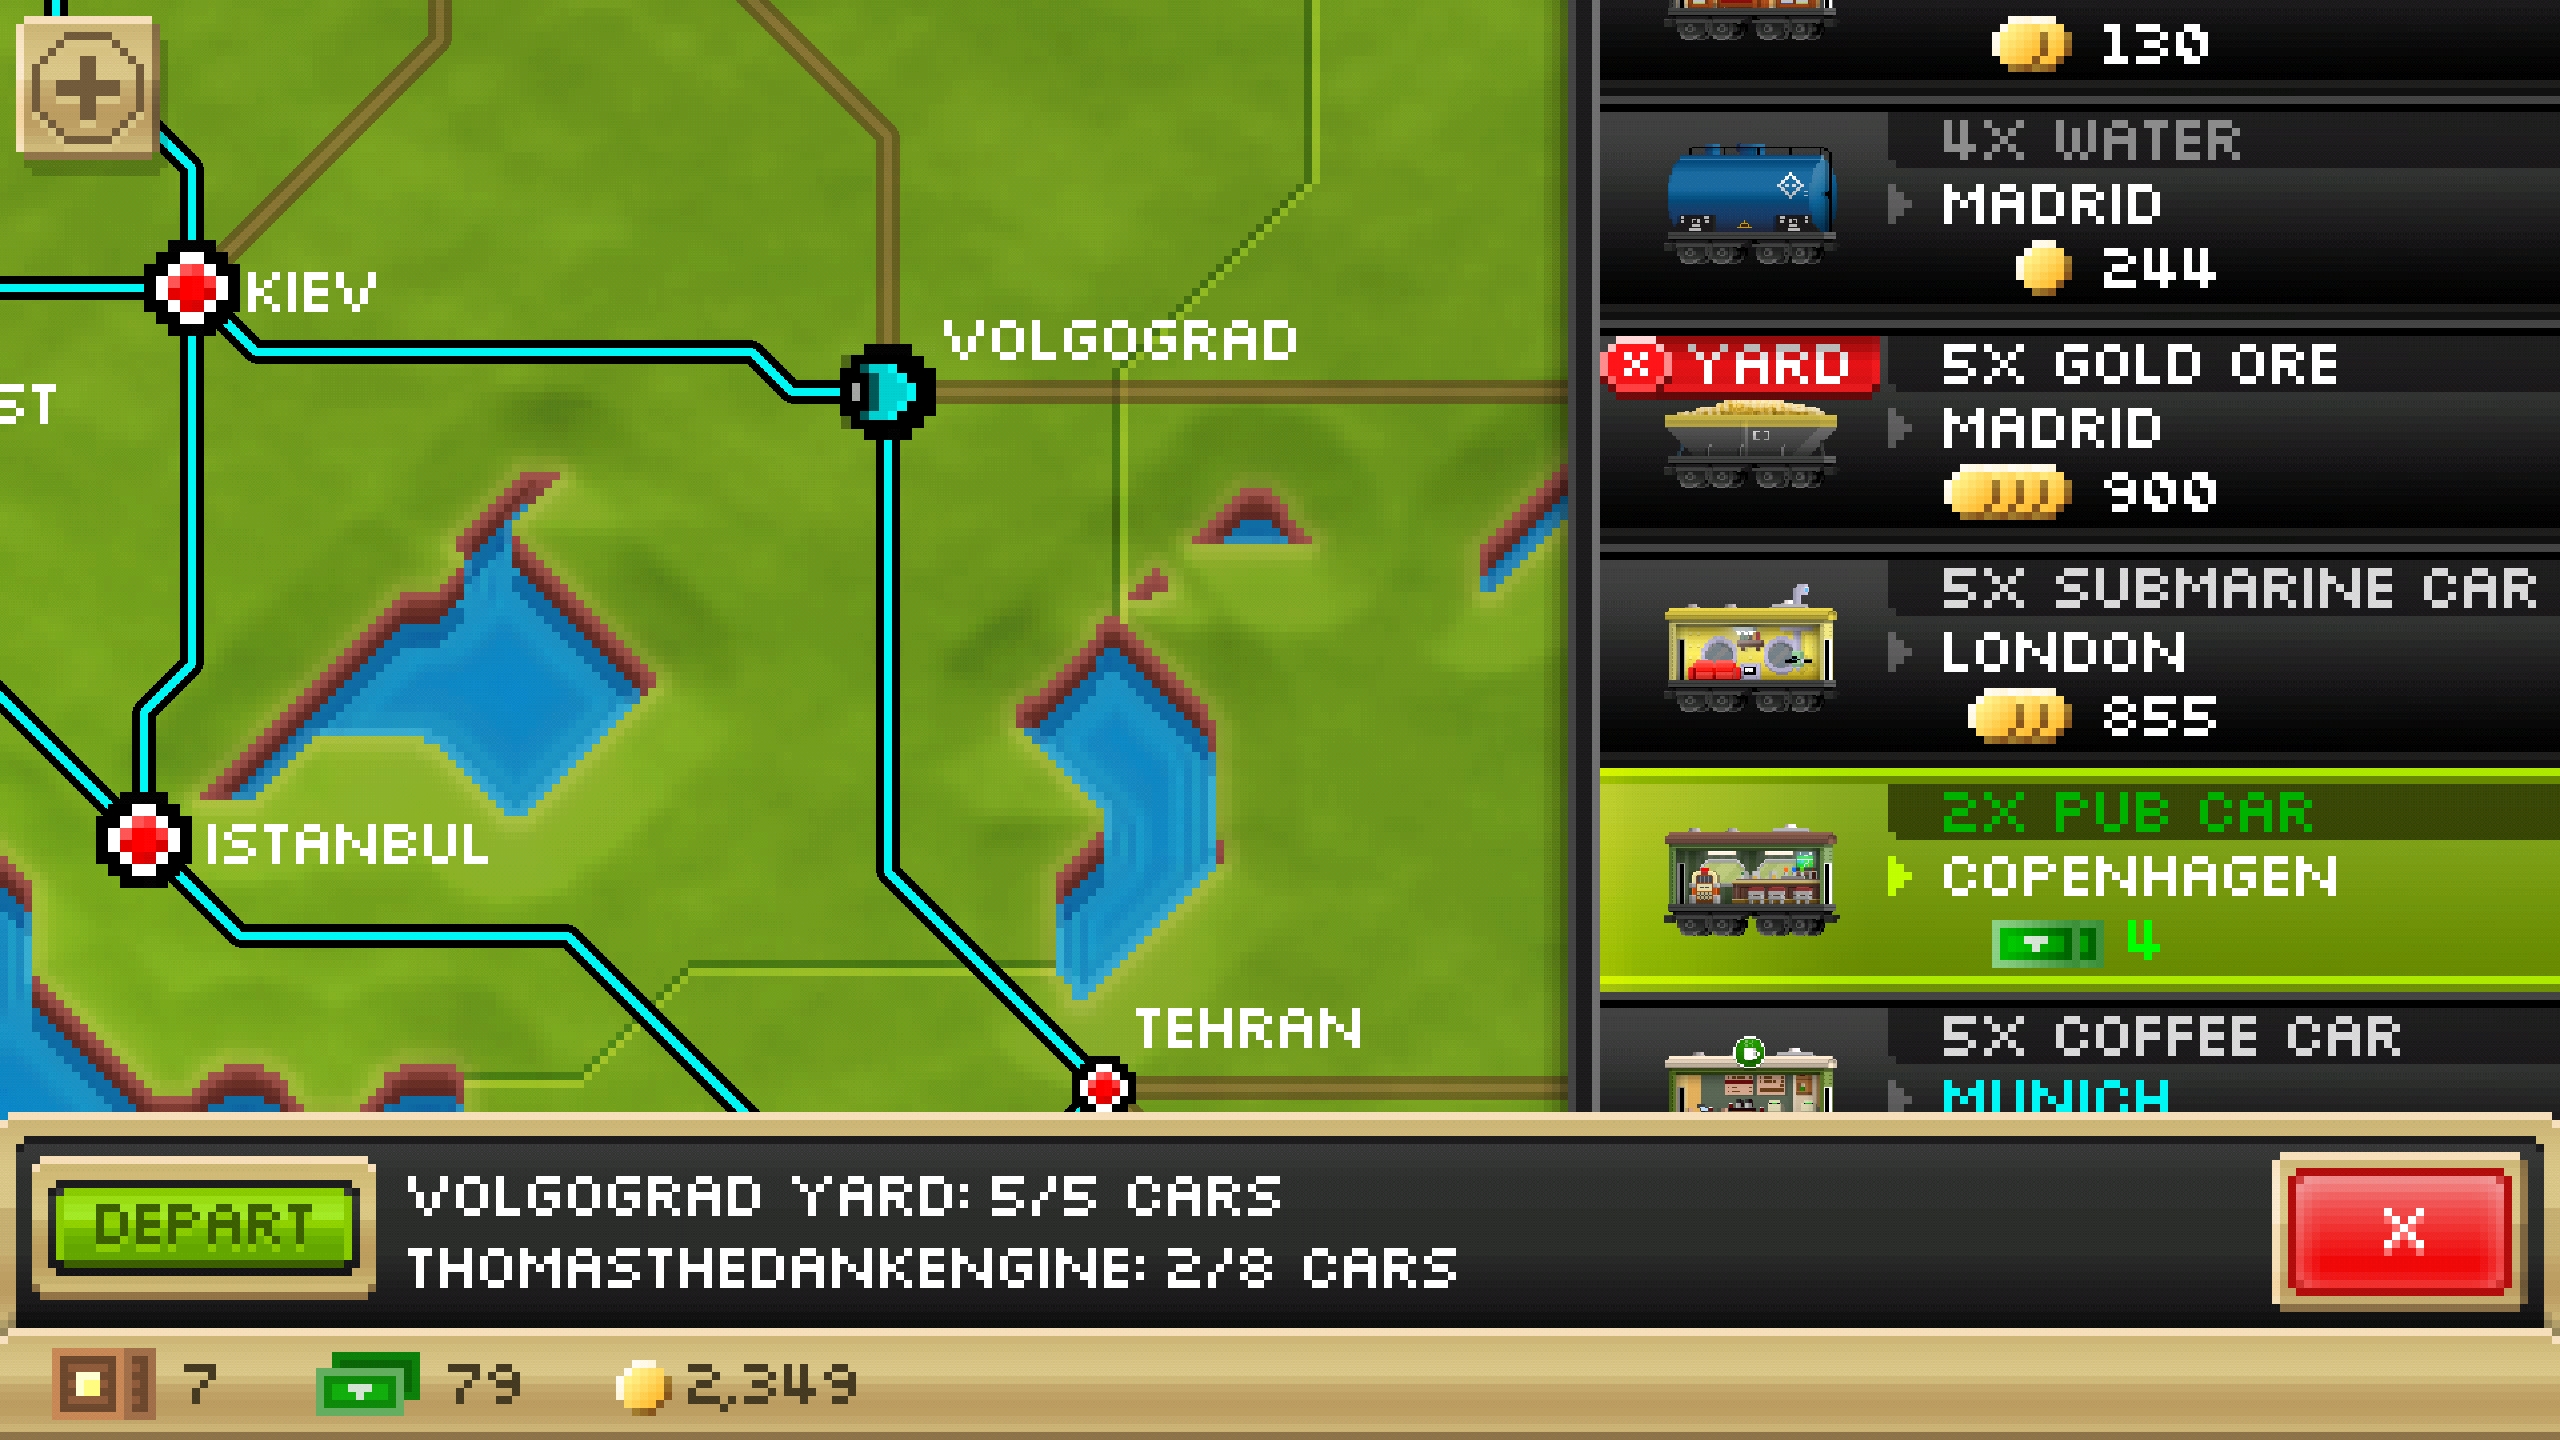 130
4X WATER
MADRID
244
YARD
5X GOLD ORE
MADRID
900
5X SUBMARINE CAR
LONDON
855
2X PUB CAR
COPENHAGEN
4
5X COFFEE CAR
MUNICH
KIEV
VOLGOGRAD
ST
ISTANBUL
TEHRAN
DEPART
VOLGOGRAD YARD: 5/5 CARS
THOMASTHEDANKENGINE: 2/8 CARS
X
7
79
2,349